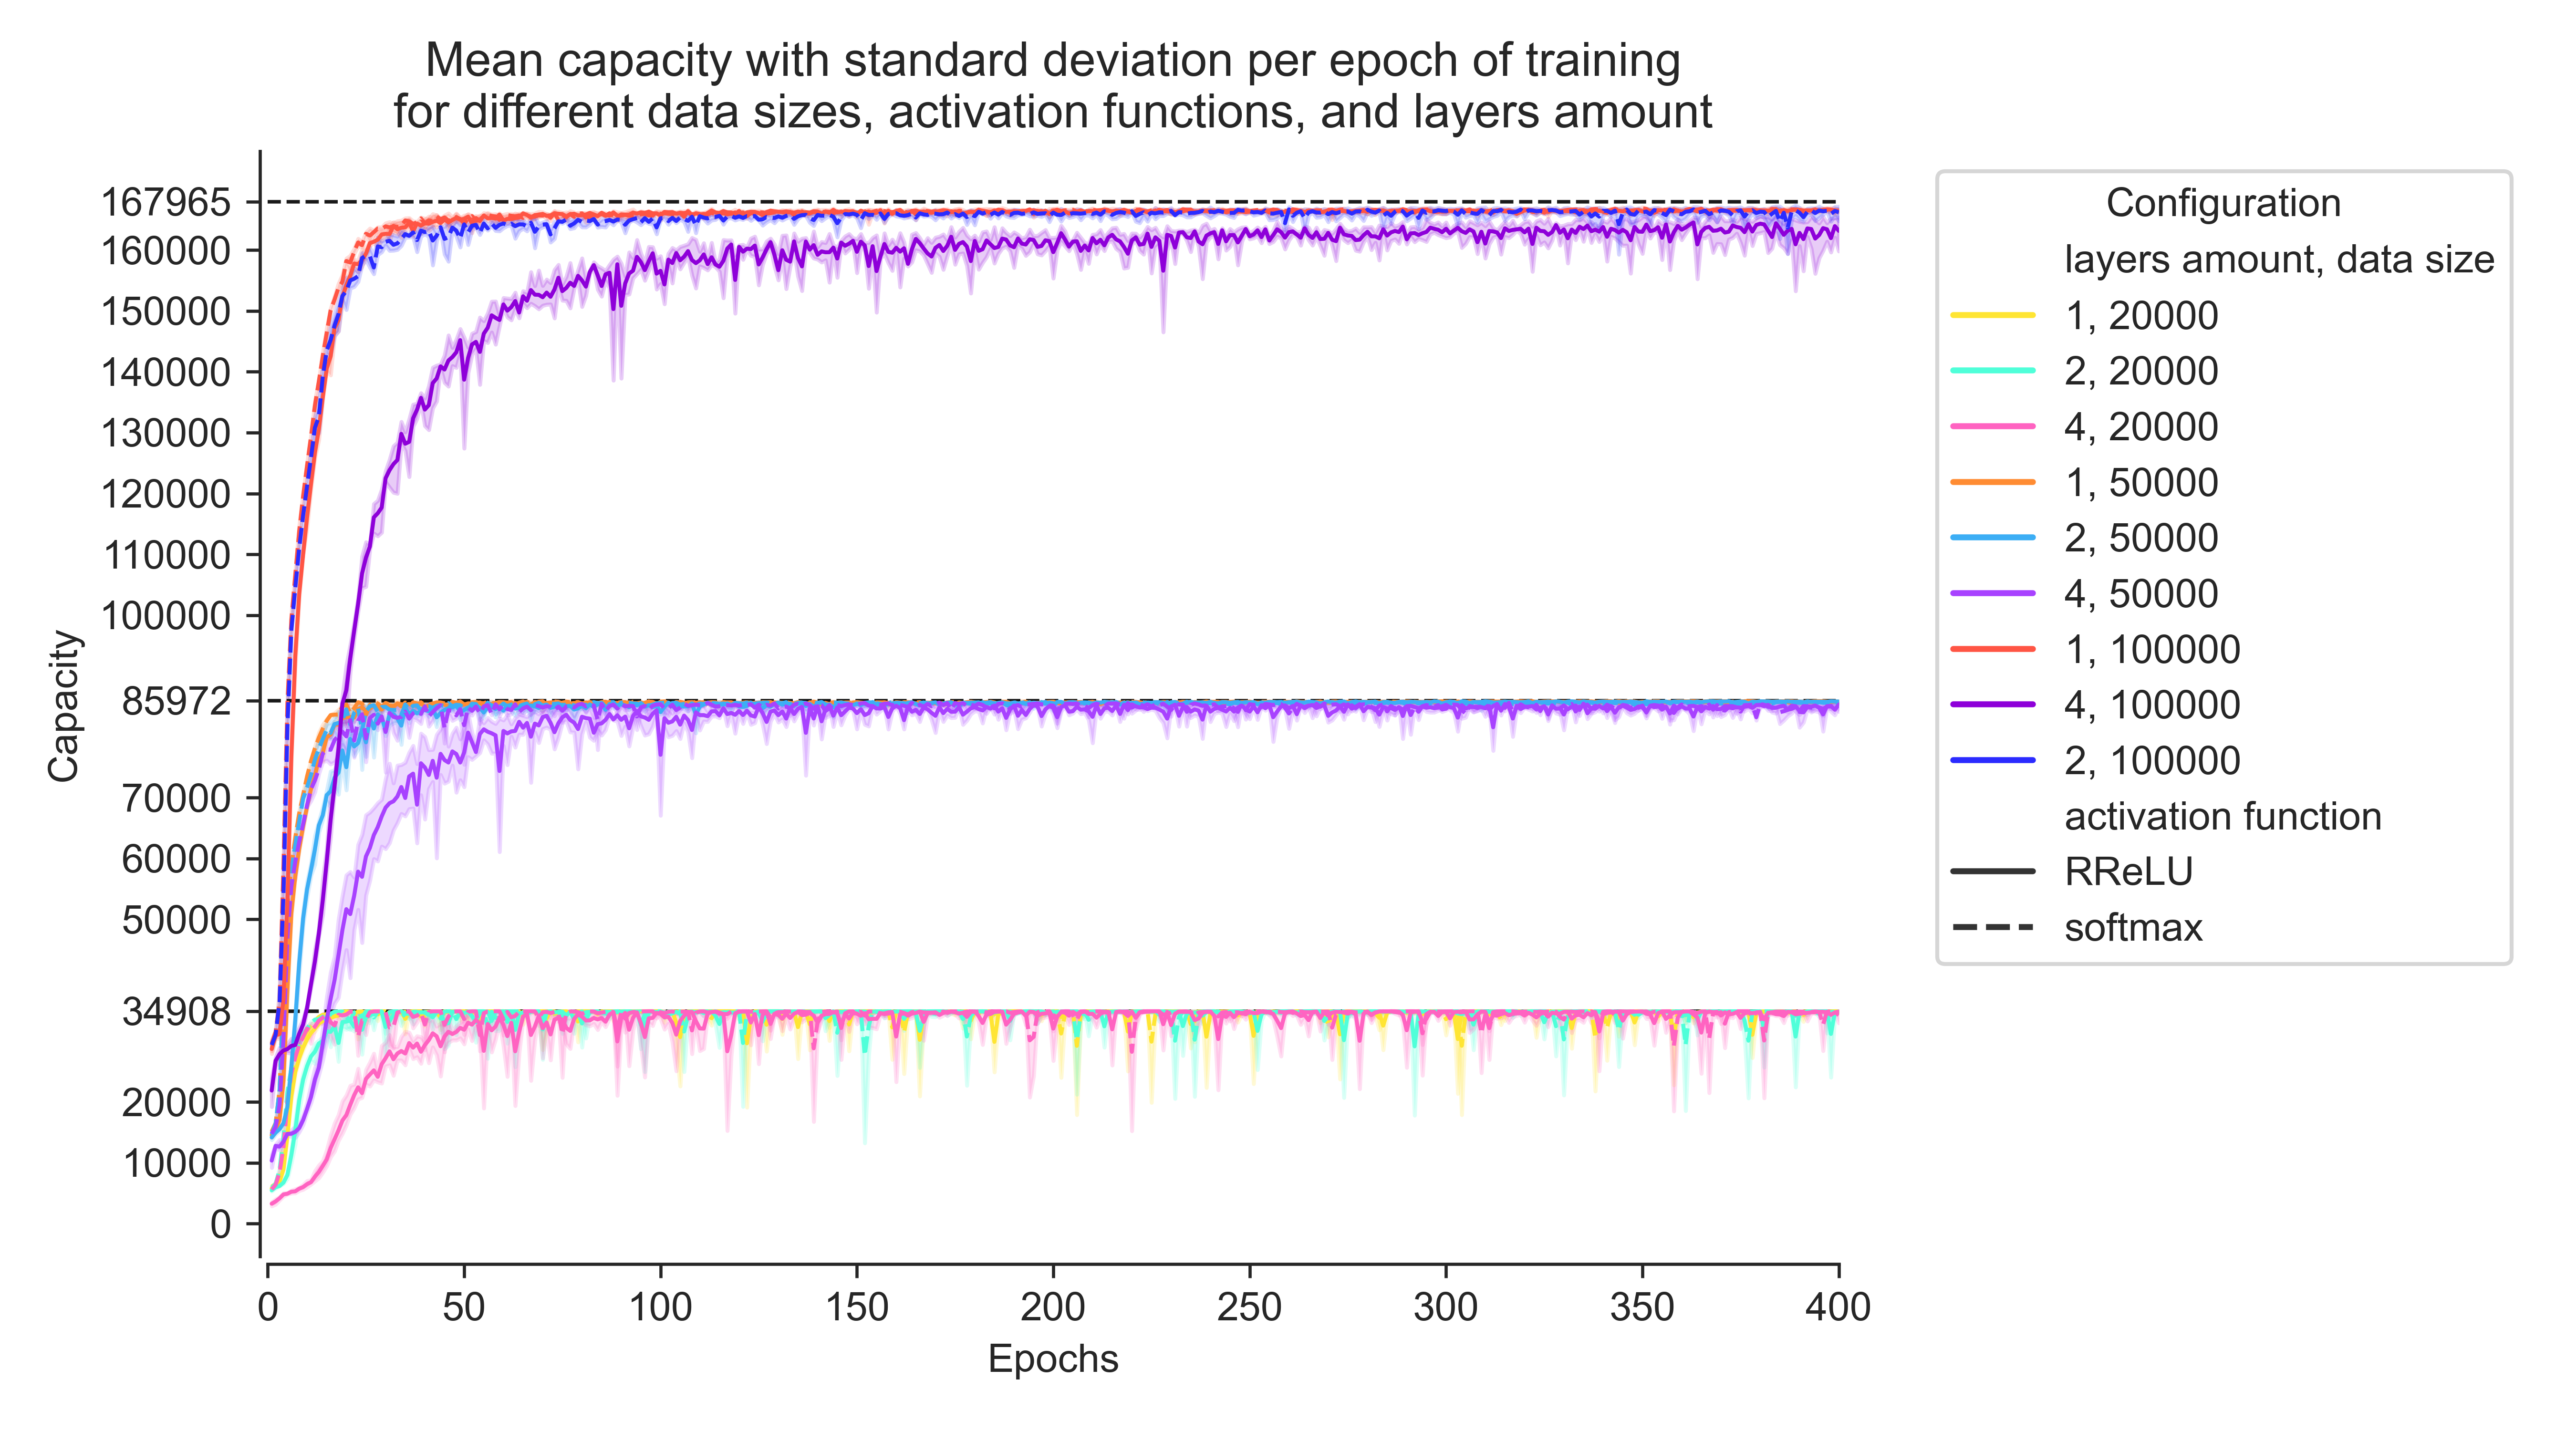 Mean capacity with standard deviation per epoch of training
for different data sizes, activation functions, and layers amount
Capacity
167965
160000
150000
140000
130000
120000
110000
100000
85972
70000
60000
50000
34908
20000
10000
0
0 50 100 150 200 250 300 350 400
Epochs
Configuration
layers amount, data size
1, 20000
2, 20000
4, 20000
1, 50000
2, 50000
4, 50000
1, 100000
4, 100000
2, 100000
activation function
RReLU
softmax